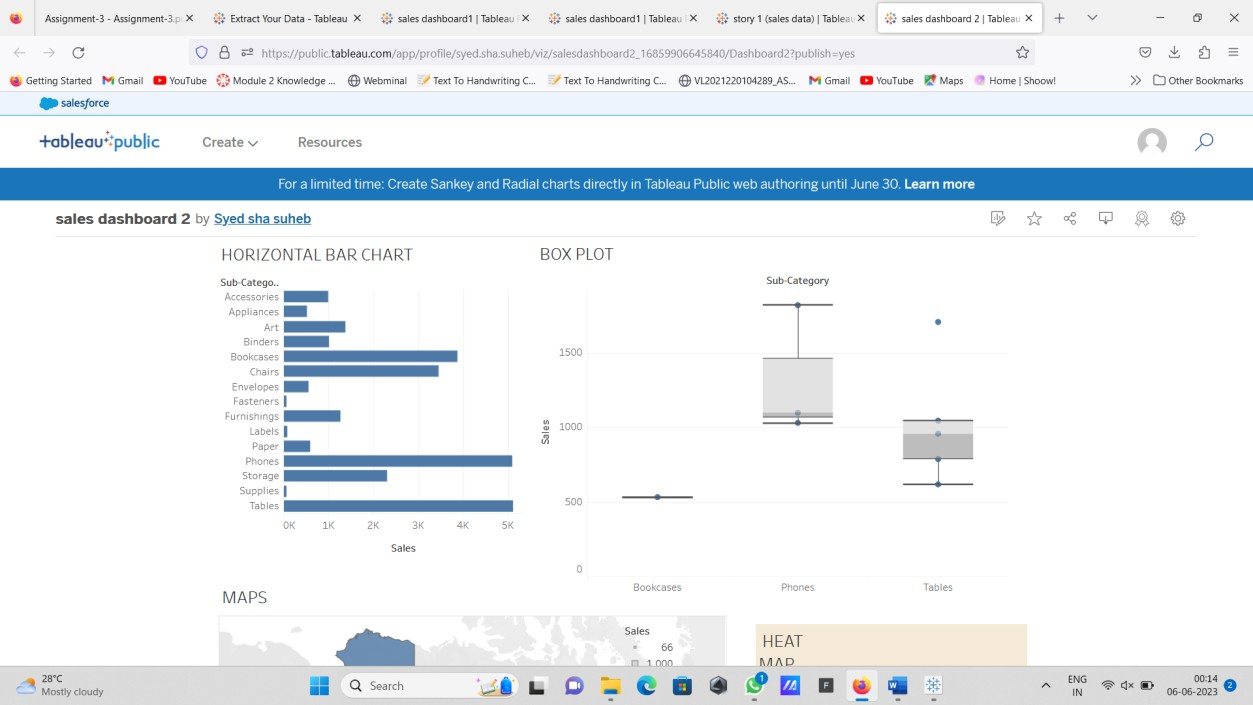 Assignment-3 - Assignment-3.p
Extract Your Data - Tableau
sales dashboard1 | Tableau
sales dashboard1 | Tableau
story 1 (sales data) | Tableau
sales dashboard 2 | Tableau
https://public.tableau.com/app/profile/syed.sha.suheb/viz/salesdashboard2_16859906645840/Dashboard2?publish=yes
Getting Started
Gmail
YouTube
Module 2 Knowledge ...
Webminal
Text To Handwriting C...
Text To Handwriting C...
VL2021220104289_AS...
Gmail
YouTube
Maps
Home | Shoow!
Other Bookmarks
salesforce
tableau public
Create
Resources
For a limited time: Create Sankey and Radial charts directly in Tableau Public web authoring until June 30. Learn more
sales dashboard 2 by Syed sha suheb
HORIZONTAL BAR CHART
Sub-Catego..
Accessories
Appliances
Art
Binders
Bookcases
Chairs
Envelopes
Fasteners
Furnishings
Labels
Paper
Phones
Storage
Supplies
Tables
0K 1K 2K 3K 4K 5K
Sales
BOX PLOT
Sub-Category
1500
1000
500
0
Sales
Bookcases Phones Tables
MAPS
Sales
66
1,000
HEAT
MAP
28°C
Mostly cloudy
Search
F
1
ENG
IN
00:14
06-06-2023
2